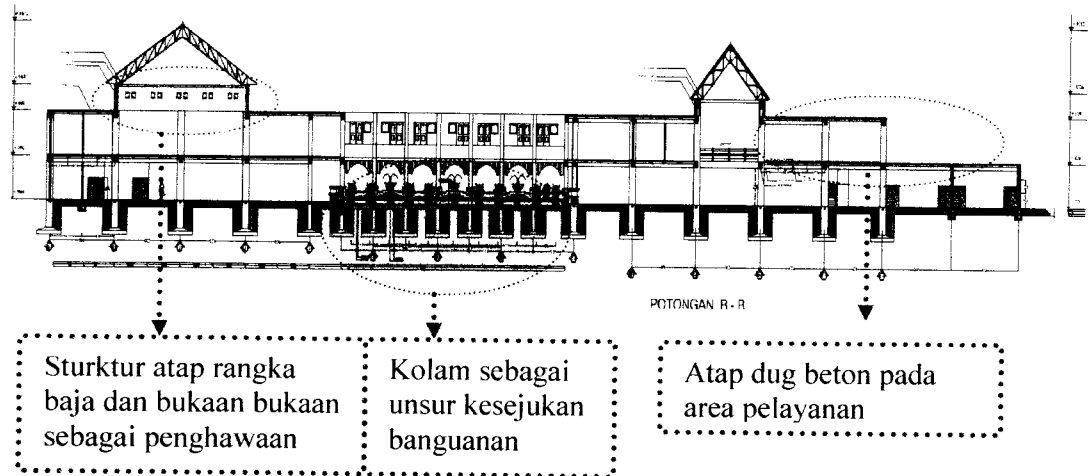 POTONGAN B - B
Sturktur atap rangka
baja dan bukaan bukaan
sebagai penghawaan
Kolam sebagai
unsur kesejukan
banguanan
Atap dug beton pada
area pelayanan